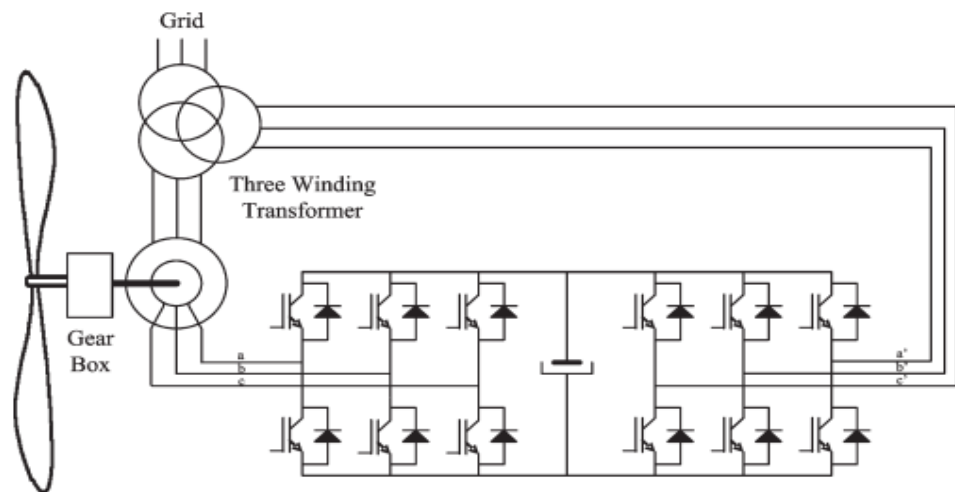 Grid
Three Winding
Transformer
Gear
Box
a
b
c
a'
b'
c'